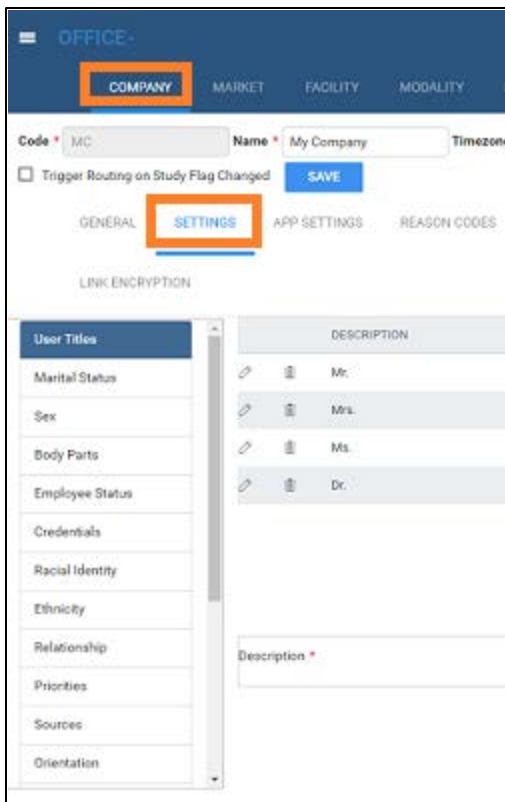 OFFICE-
COMPANY MARKET FACILITY MODALITY
Code * MC Name * My Company Timezone
Trigger Routing on Study Flag Changed SAVE
GENERAL SETTINGS APP SETTINGS REASON CODES
LINK ENCRYPTION
User Titles
Marital Status
Sex
Body Parts
Employee Status
Credentials
Racial Identity
Ethnicity
Relationship
Priorities
Sources
Orientation
DESCRIPTION
Mr.
Mrs.
Ms.
Dr.
Description *